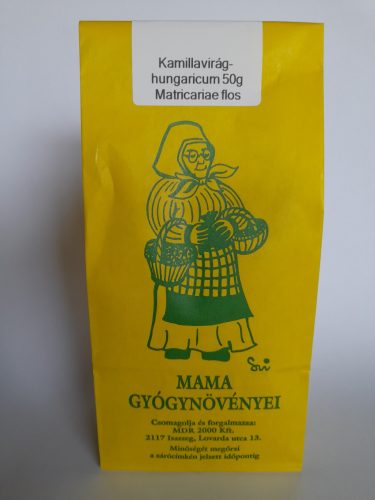 Kamillavirág-
hungaricum 50g
Matricariae flos
MAMA
GYÓGYNÖVÉNYEI
Csomagolja és forgalmazza:
MDR 2000 Kft.
2117 Isaszeg, Lovarda utca 13.
Minőségét megőrzi
a zárócímkén jelzett időpontig